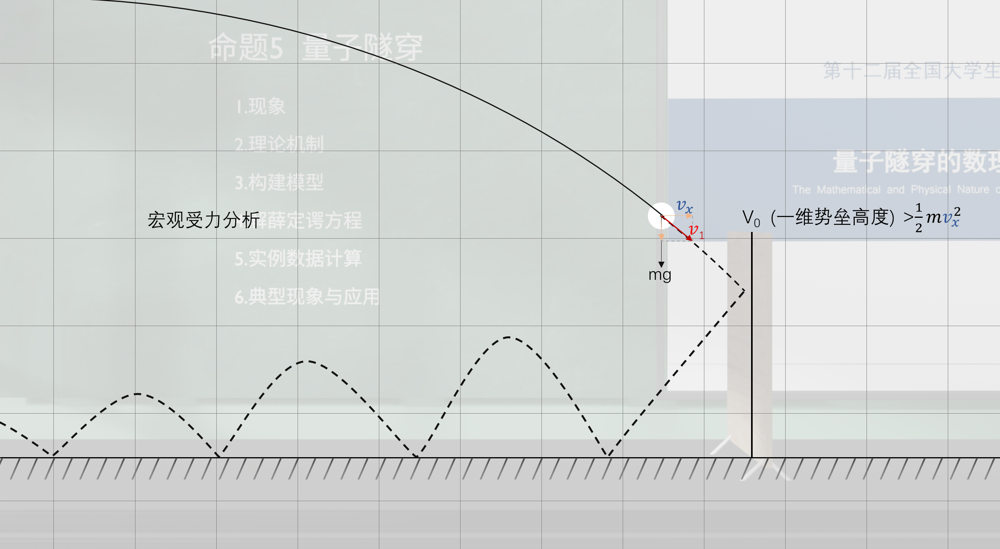 命题5 量子隧穿
第十二届全国大学生
1.现象
2.理论机制
量子隧穿的数理
3.构建模型
The Mathematical and Physical Nature
宏观受力分析
解薛定谔方程
vₓ
V₀ (一维势垒高度) >½mvₓ²
v₁
5.实例数据计算
mg
6.典型现象与应用